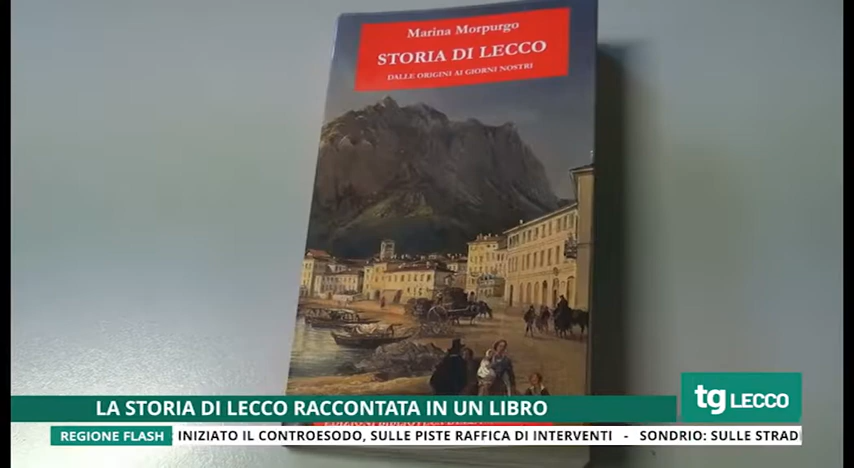 Marina Morpurgo
STORIA DI LECCO
DALLE ORIGINI AI GIORNI NOSTRI
tg LECCO
LA STORIA DI LECCO RACCONTATA IN UN LIBRO
REGIONE FLASH
: INIZIATO IL CONTROESODO, SULLE PISTE RAFFICA DI INTERVENTI - SONDRIO: SULLE STRADI